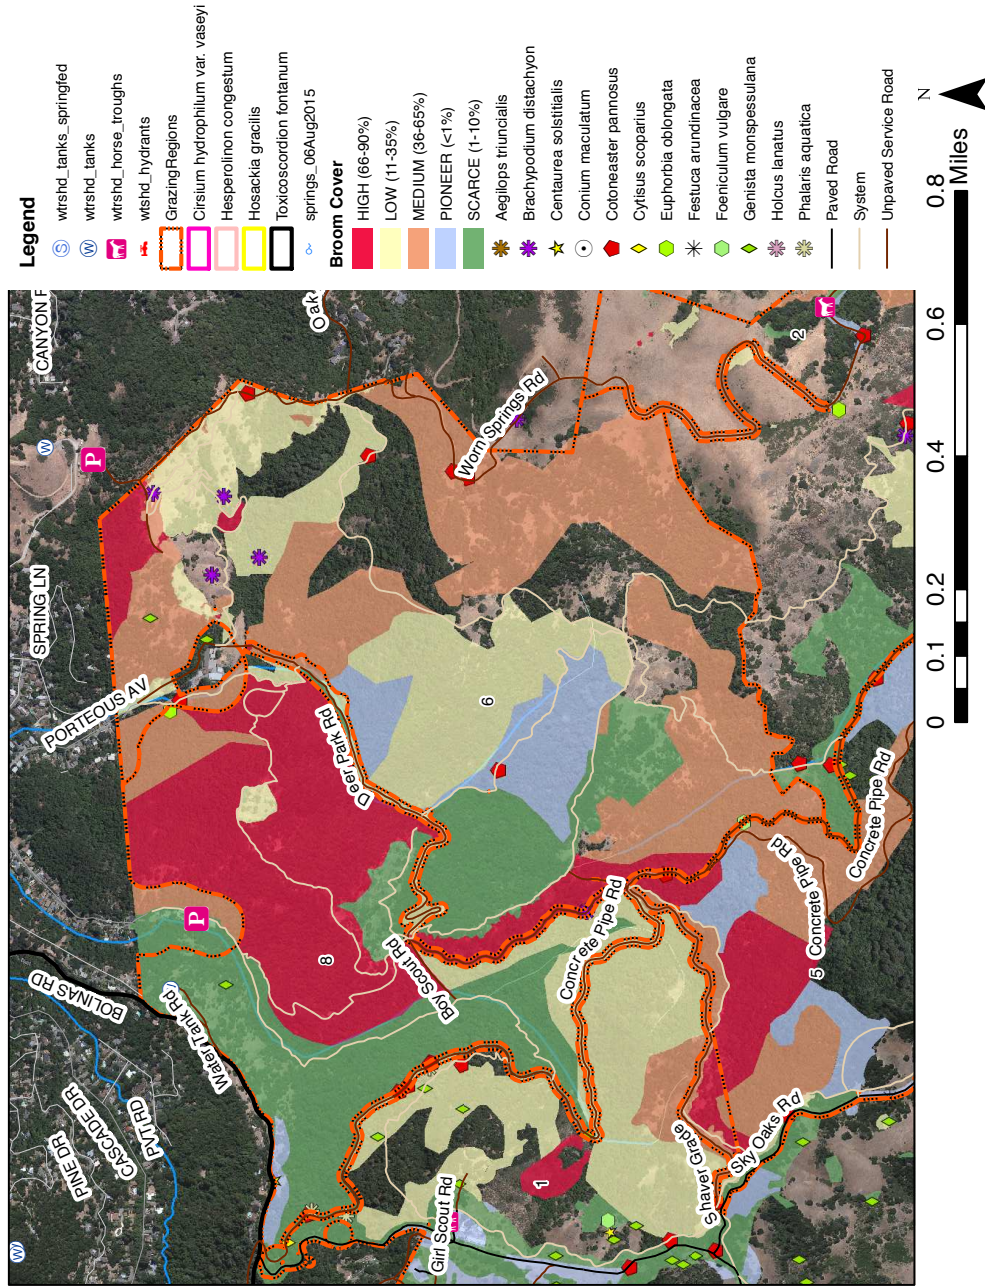 Legend
wtrshd_tanks_springfed
wtrshd_tanks
wtrshd_horse_troughs
wtshd_hydrants
GrazingRegions
Cirsium hydrophilum var. vaseyi
Hesperolinon congestum
Hosackia gracilis
Toxicoscordion fontanum
springs_06Aug2015
Broom Cover
HIGH (66-90%)
LOW (11-35%)
MEDIUM (36-65%)
PIONEER (<1%)
SCARCE (1-10%)
Aegilops triuncialis
Brachypodium distachyon
Centaurea solstitialis
Conium maculatum
Cotoneaster pannosus
Cytisus scoparius
Euphorbia oblongata
Festuca arundinacea
Foeniculum vulgare
Genista monspessulana
Holcus lanatus
Phalaris aquatica
Paved Road
System
Unpaved Service Road
N
0 0.1 0.2 0.4 0.6 0.8
Miles
CANYON F
Oak
SPRING LN
PORTEOUS AV
BOLINAS RD
PINE DR
CASCADE DR
PVT RD
Water Tank Rd
Deer Park Rd
Worn Springs Rd
Boy Scout Rd
Concrete Pipe Rd
Concrete Pipe Rd
Concrete Pipe Rd
Girl Scout Rd
Shaver Grade
Sky Oaks Rd
P
P
W
W
S
W
1
2
5
6
8